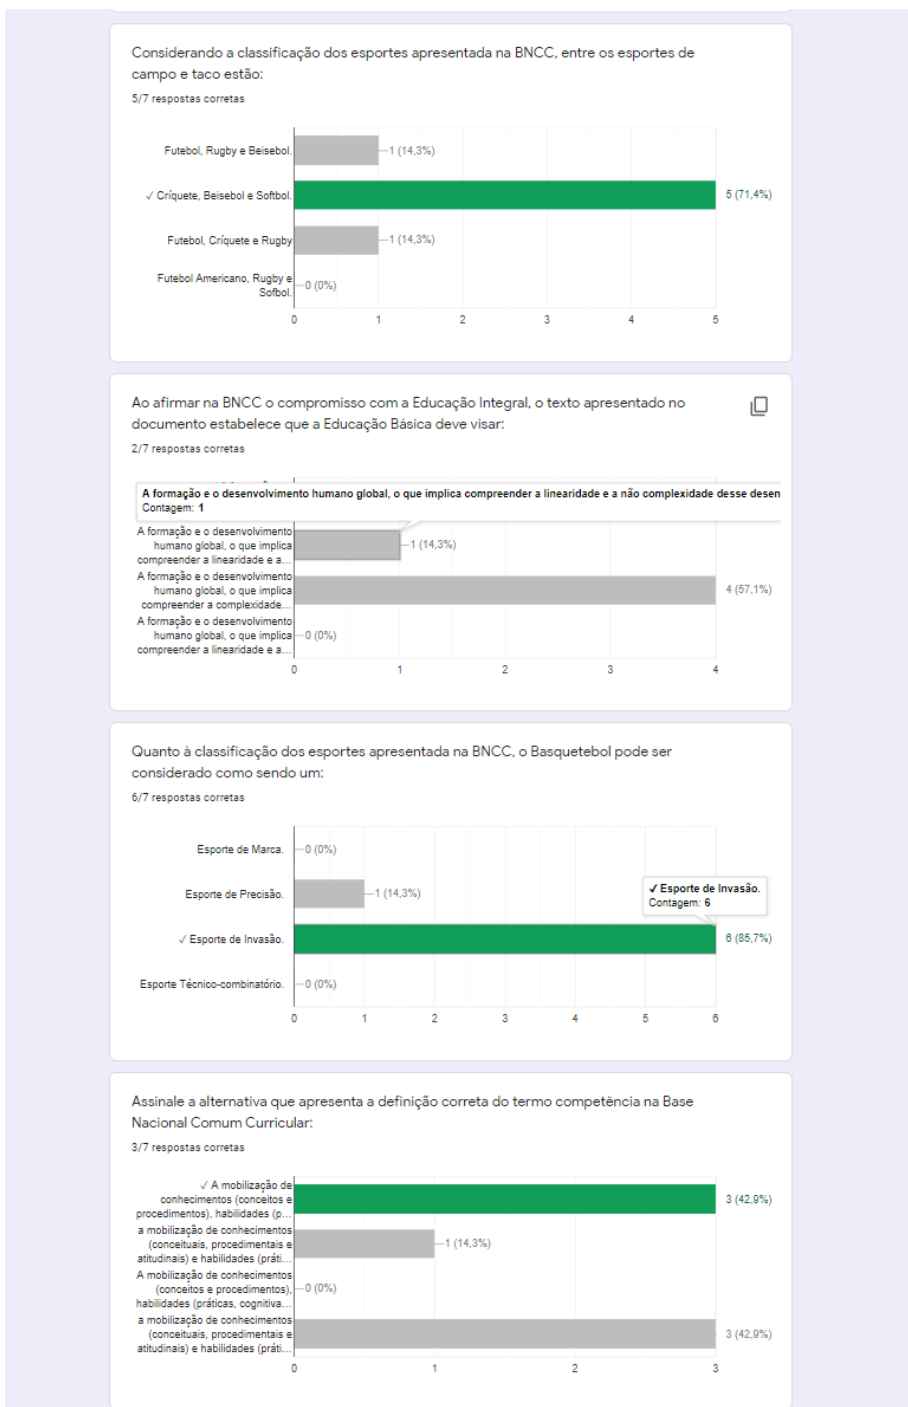 Considerando a classificação dos esportes apresentada na BNCC, entre os esportes de
campo e taco estão:
5/7 respostas corretas
Futebol, Rugby e Beisebol.
1 (14,3%)
✓ Críquete, Beisebol e Softbol.
5 (71,4%)
Futebol, Críquete e Rugby
1 (14,3%)
Futebol Americano, Rugby e
Sofbol.
0 (0%)
0 1 2 3 4 5
Ao afirmar na BNCC o compromisso com a Educação Integral, o texto apresentado no
documento estabelece que a Educação Básica deve visar:
2/7 respostas corretas
A formação e o desenvolvimento humano global, o que implica compreender a linearidade e a não complexidade desse desen
Contagem: 1
A formação e o desenvolvimento
humano global, o que implica
compreender a linearidade e a...
1 (14,3%)
A formação e o desenvolvimento
humano global, o que implica
compreender a complexidade...
4 (57,1%)
A formação e o desenvolvimento
humano global, o que implica
compreender a linearidade e a...
0 (0%)
0 1 2 3 4
Quanto à classificação dos esportes apresentada na BNCC, o Basquetebol pode ser
considerado como sendo um:
6/7 respostas corretas
Esporte de Marca.
0 (0%)
Esporte de Precisão.
1 (14,3%)
✓ Esporte de Invasão.
Contagem: 6
✓ Esporte de Invasão.
6 (85,7%)
Esporte Técnico-combinatório.
0 (0%)
0 1 2 3 4 5 6
Assinale a alternativa que apresenta a definição correta do termo competência na Base
Nacional Comum Curricular:
3/7 respostas corretas
✓ A mobilização de
conhecimentos (conceitos e
procedimentos), habilidades (p...
3 (42,9%)
a mobilização de conhecimentos
(conceituais, procedimentais e
atitudinais) e habilidades (práti...
1 (14,3%)
A mobilização de conhecimentos
(conceitos e procedimentos),
habilidades (práticas, cognitiva...
0 (0%)
a mobilização de conhecimentos
(conceituais, procedimentais e
atitudinais) e habilidades (práti...
3 (42,9%)
0 1 2 3